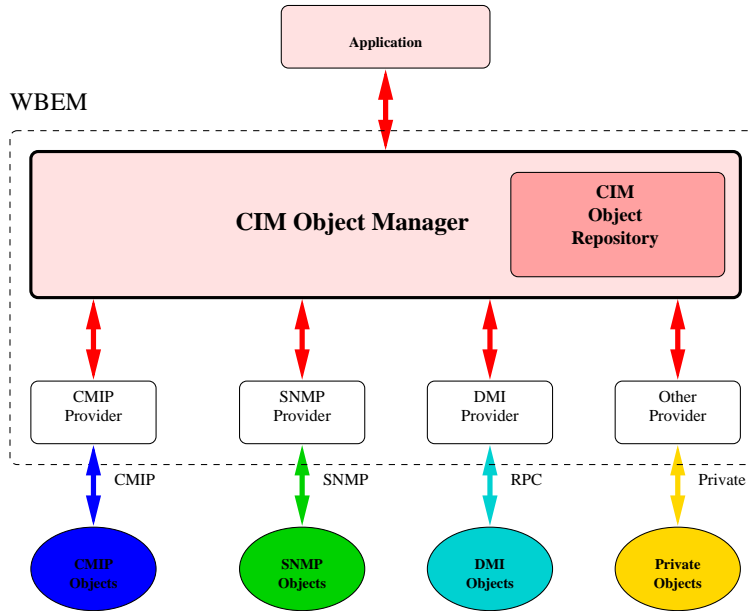 Application
WBEM
CIM Object Manager
CIM
Object
Repository
CMIP
Provider
SNMP
Provider
DMI
Provider
Other
Provider
CMIP
SNMP
RPC
Private
CMIP
Objects
SNMP
Objects
DMI
Objects
Private
Objects